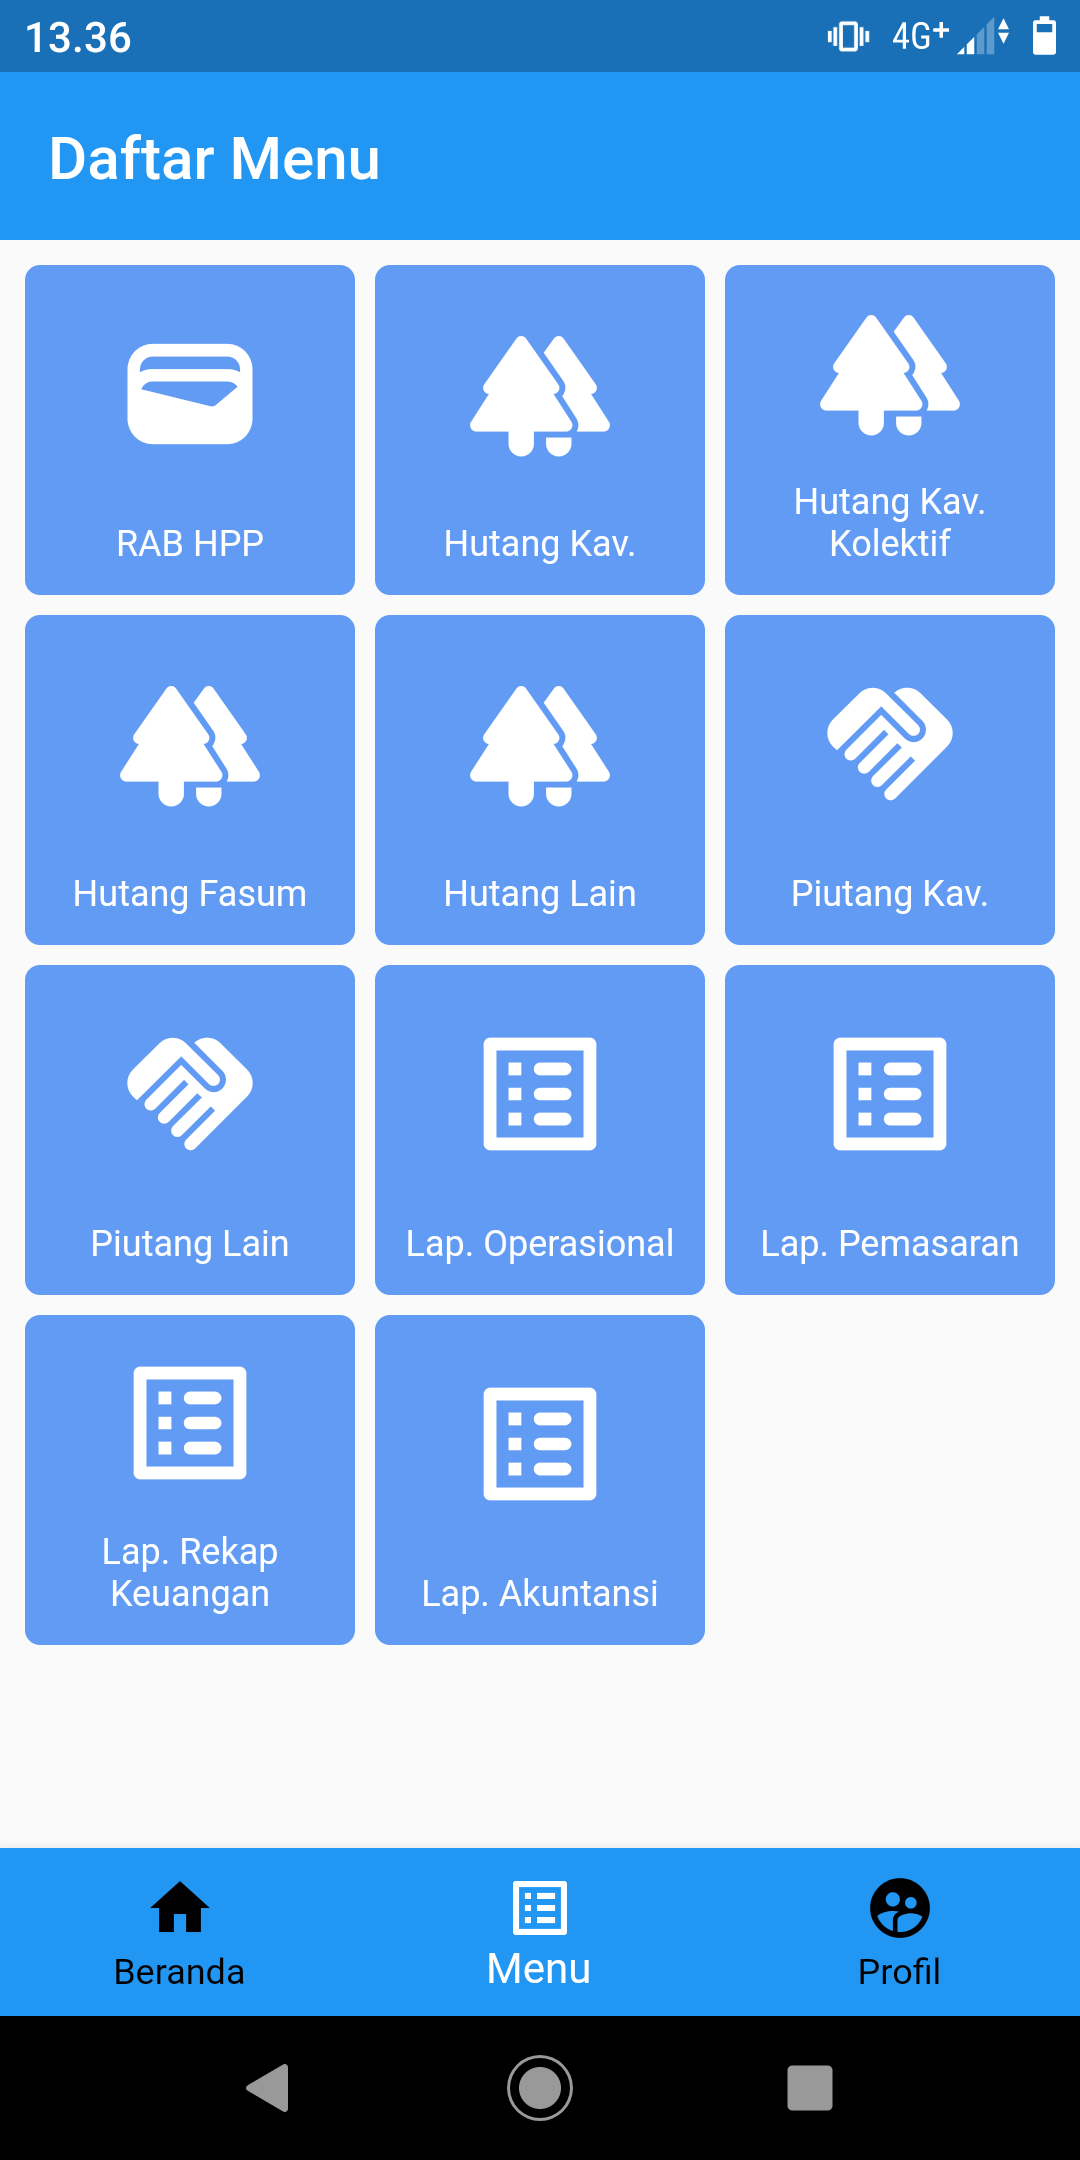 13.36
4G+
Daftar Menu
RAB HPP
Hutang Kav.
Hutang Kav.
Kolektif
Hutang Fasum
Hutang Lain
Piutang Kav.
Piutang Lain
Lap. Operasional
Lap. Pemasaran
Lap. Rekap
Keuangan
Lap. Akuntansi
Beranda
Menu
Profil